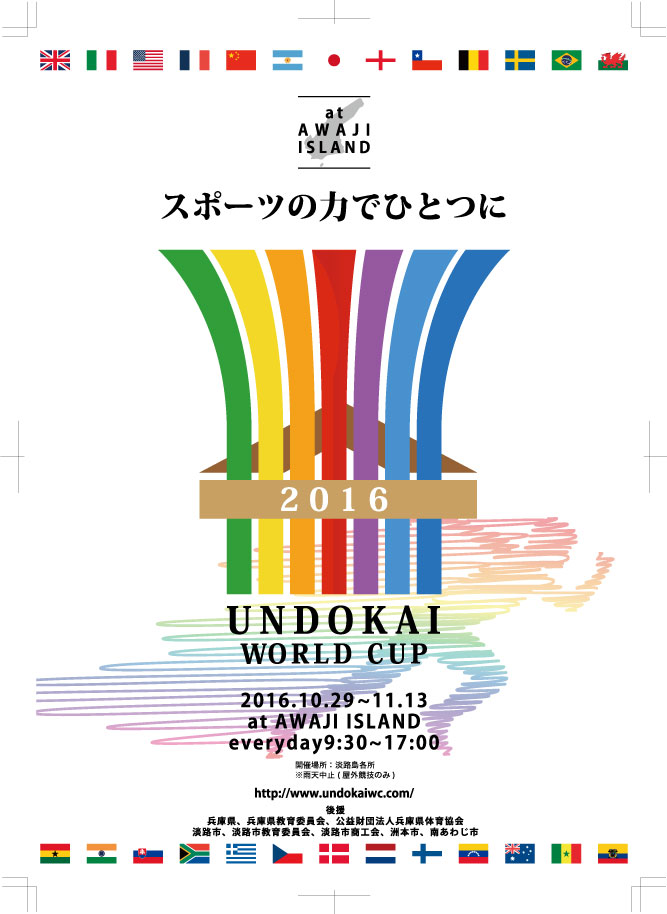 at
AWAJI
ISLAND
スポーツの力でひとつに
2016
UNDOKAI
WORLD CUP
2016.10.29~11.13
at AWAJI ISLAND
everyday9:30~17:00
開催場所：淡路島各所
※雨天中止 ( 屋外競技のみ )
http://www.undokaiwc.com/
後援
兵庫県、兵庫県教育委員会、公益財団法人兵庫県体育協会
淡路市、淡路市教育委員会、淡路市商工会、洲本市、南あわじ市